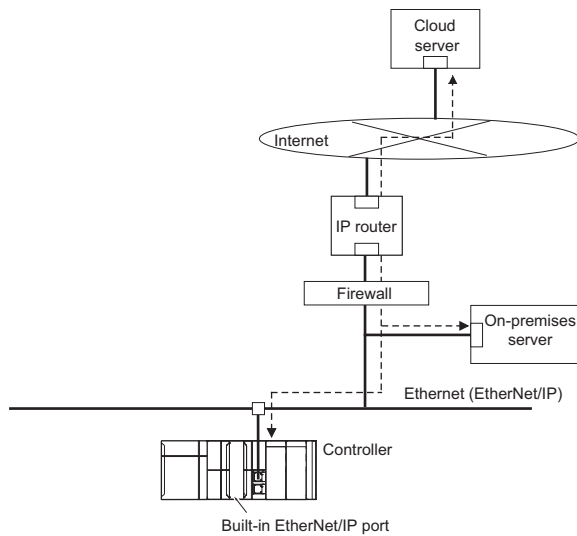 Cloud
server
Internet
IP router
Firewall
On-premises
server
Ethernet (EtherNet/IP)
Controller
Built-in EtherNet/IP port